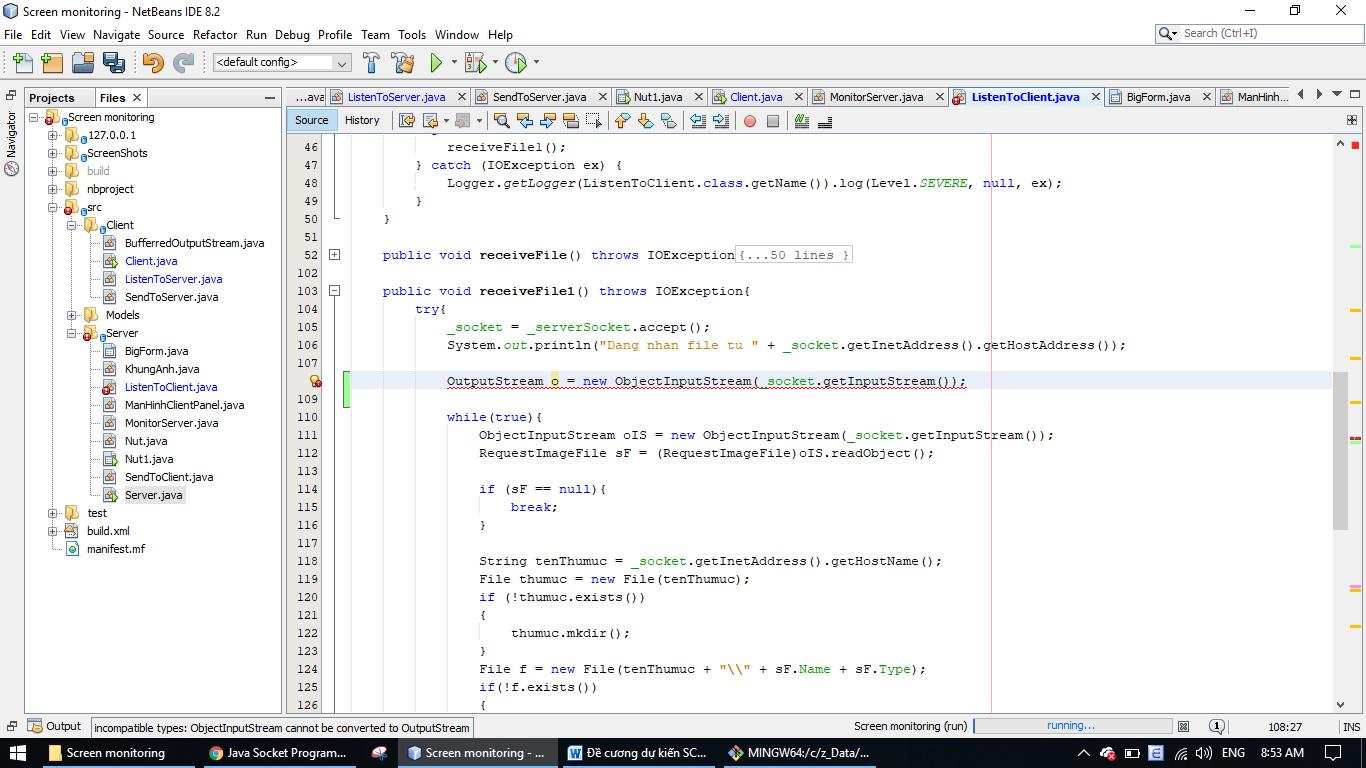 Screen monitoring - NetBeans IDE 8.2
File Edit View Navigate Source Refactor Run Debug Profile Team Tools Window Help
Search (Ctrl+I)
<default config>
Projects Files
...ava ListenToServer.java SendToServer.java Nut1.java Client.java MonitorServer.java ListenToClient.java BigForm.java ManHinh...
Source History
Navigator
Screen monitoring
127.0.0.1
ScreenShots
build
nbproject
src
Client
BufferredOutputStream.java
Client.java
ListenToServer.java
SendToServer.java
Models
Server
BigForm.java
KhungAnh.java
ListenToClient.java
ManHinhClientPanel.java
MonitorServer.java
Nut.java
Nut1.java
SendToClient.java
Server.java
test
build.xml
manifest.mf
46 receiveFile1();
47 } catch (IOException ex) {
48 Logger.getLogger(ListenToClient.class.getName()).log(Level.SEVERE, null, ex);
49 }
50 }
51
52 public void receiveFile() throws IOException{...50 lines }
102
103 public void receiveFile1() throws IOException{
104 try{
105 _socket = _serverSocket.accept();
106 System.out.println("Dang nhan file tu " + _socket.getInetAddress().getHostAddress());
107
OutputStream o = new ObjectInputStream(_socket.getInputStream());
109
110 while(true){
111 ObjectInputStream oIS = new ObjectInputStream(_socket.getInputStream());
112 RequestImageFile sF = (RequestImageFile)oIS.readObject();
113
114 if (sF == null){
115 break;
116 }
117
118 String tenThumuc = _socket.getInetAddress().getHostName();
119 File thumuc = new File(tenThumuc);
120 if (!thumuc.exists())
121 {
122 thumuc.mkdir();
123 }
124 File f = new File(tenThumuc + "\\" + sF.Name + sF.Type);
125 if(!f.exists())
126 {
Output
incompatible types: ObjectInputStream cannot be converted to OutputStream
Screen monitoring (run) running... 1 108:27 INS
Screen monitoring Java Socket Program... Screen monitoring - ... Đề cương dự kiến SC... MINGW64:/c/z_Data/... ENG 8:53 AM